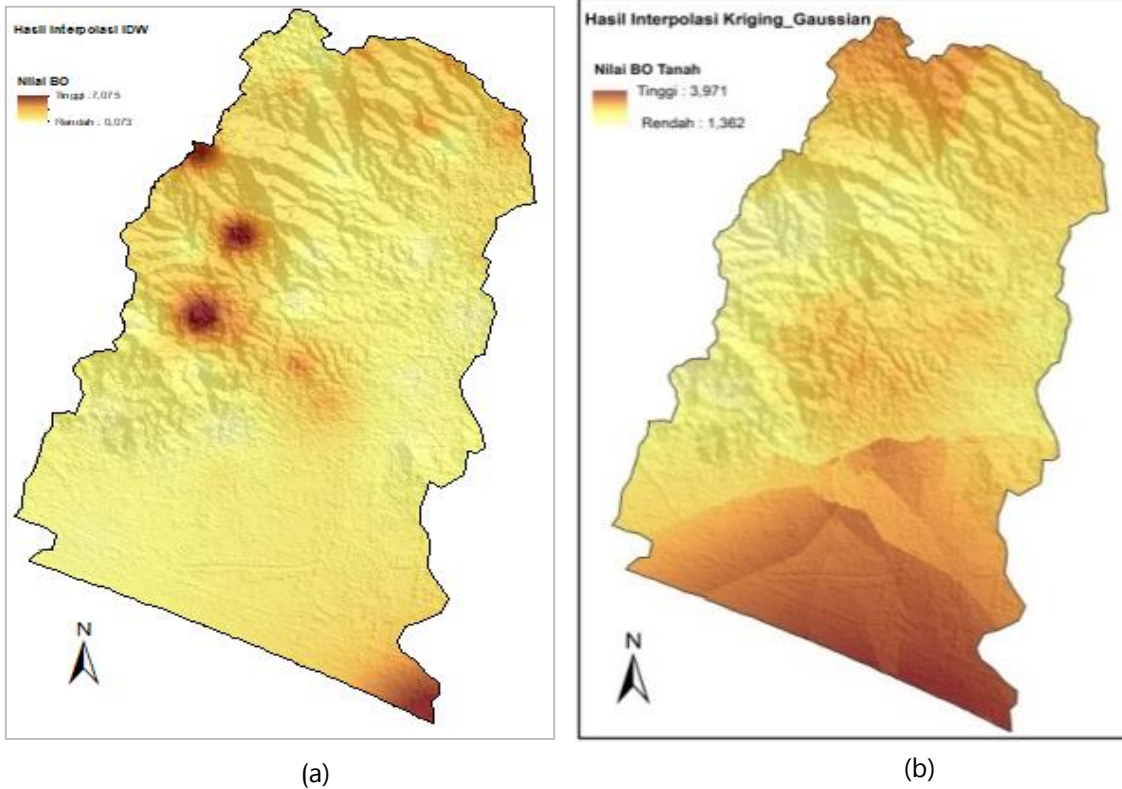 Hasil Interpolasi IDW
Nilai BO
Tinggi : 7,075
Rendah : 0,073
N
(a)
Hasil Interpolasi Kriging_Gaussian
Nilai BO Tanah
Tinggi : 3,971
Rendah : 1,362
N
(b)